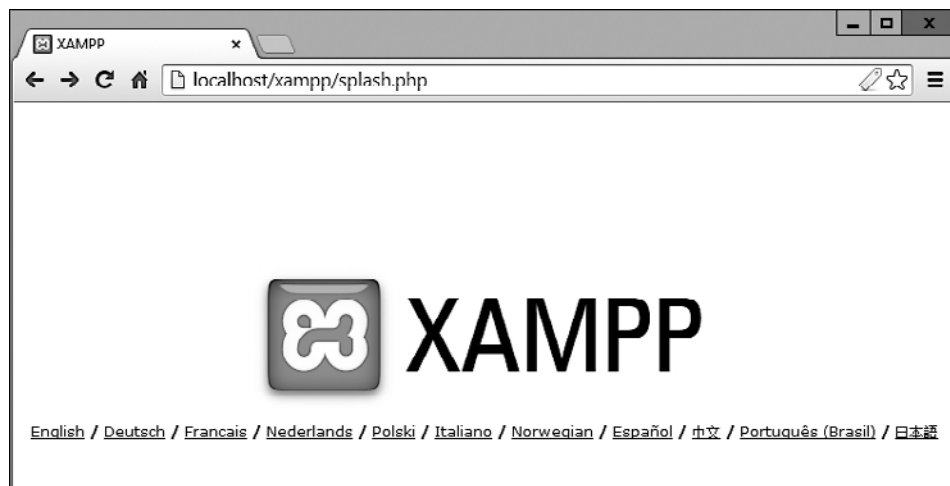 XAMPP
localhost/xampp/splash.php
XAMPP
English / Deutsch / Francais / Nederlands / Polski / Italiano / Norwegian / Español / 中文 / Português (Brasil) / 日本語